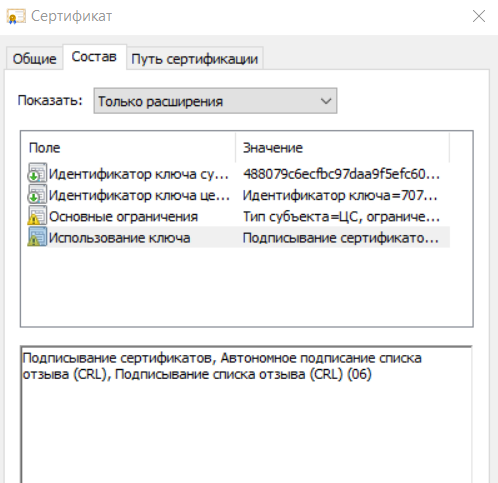 Сертификат
Общие Состав Путь сертификации
Показать: Только расширения
Поле Значение
Идентификатор ключа су... 488079c6ecfbc97daa9f5efc60...
Идентификатор ключа це... Идентификатор ключа=707...
Основные ограничения Тип субъекта=ЦС, ограниче...
Использование ключа Подписывание сертификато...
Подписывание сертификатов, Автономное подписание списка
отзыва (CRL), Подписывание списка отзыва (CRL) (06)